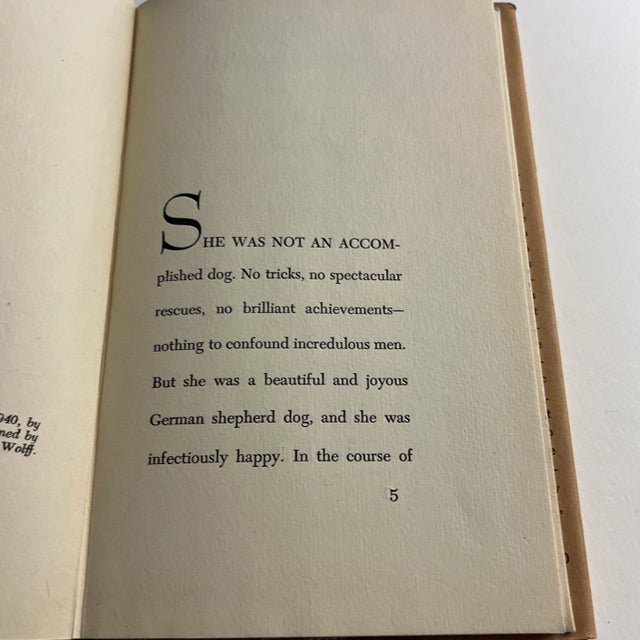 940, by
ned by
Wolff.
SHE WAS NOT AN ACCOM-
plished dog. No tricks, no spectacular
rescues, no brilliant achievements—
nothing to confound incredulous men.
But she was a beautiful and joyous
German shepherd dog, and she was
infectiously happy. In the course of
5